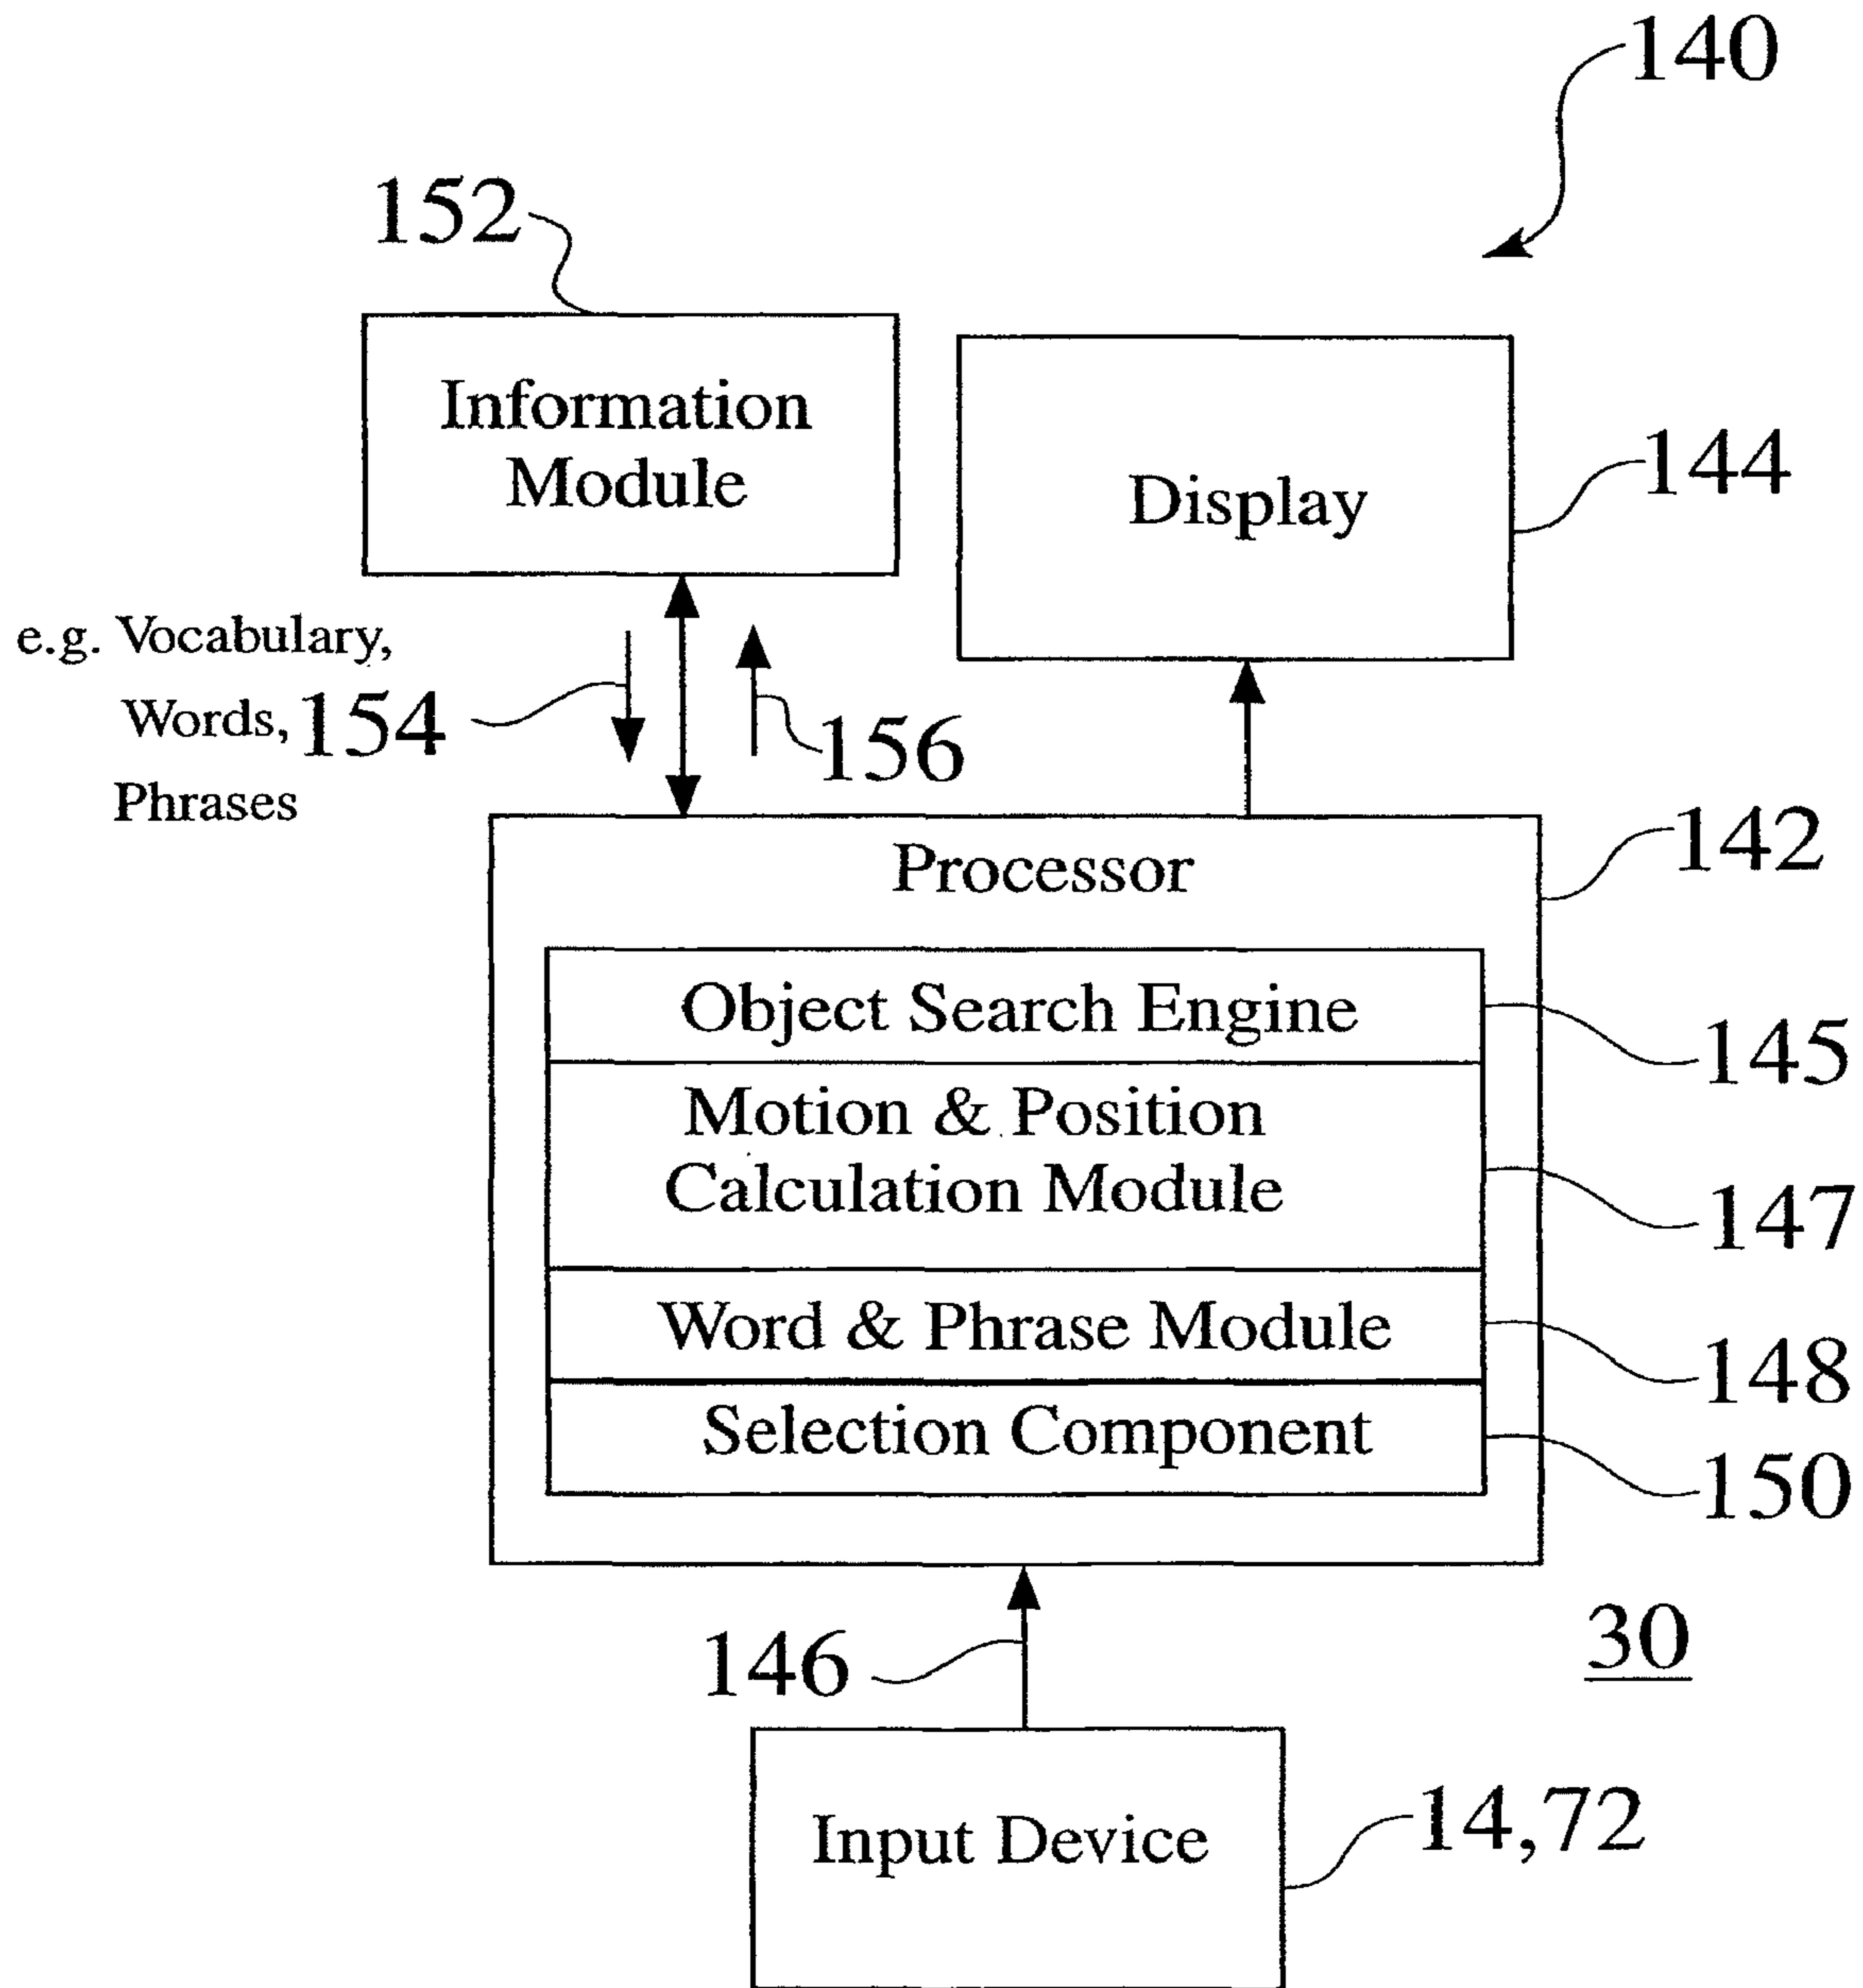 140
152
Information
Module
Display
144
e.g. Vocabulary,
Words,
Phrases
154
156
Processor
142
Object Search Engine
145
Motion & Position
Calculation Module
147
Word & Phrase Module
148
Selection Component
150
146
30
Input Device
14,72